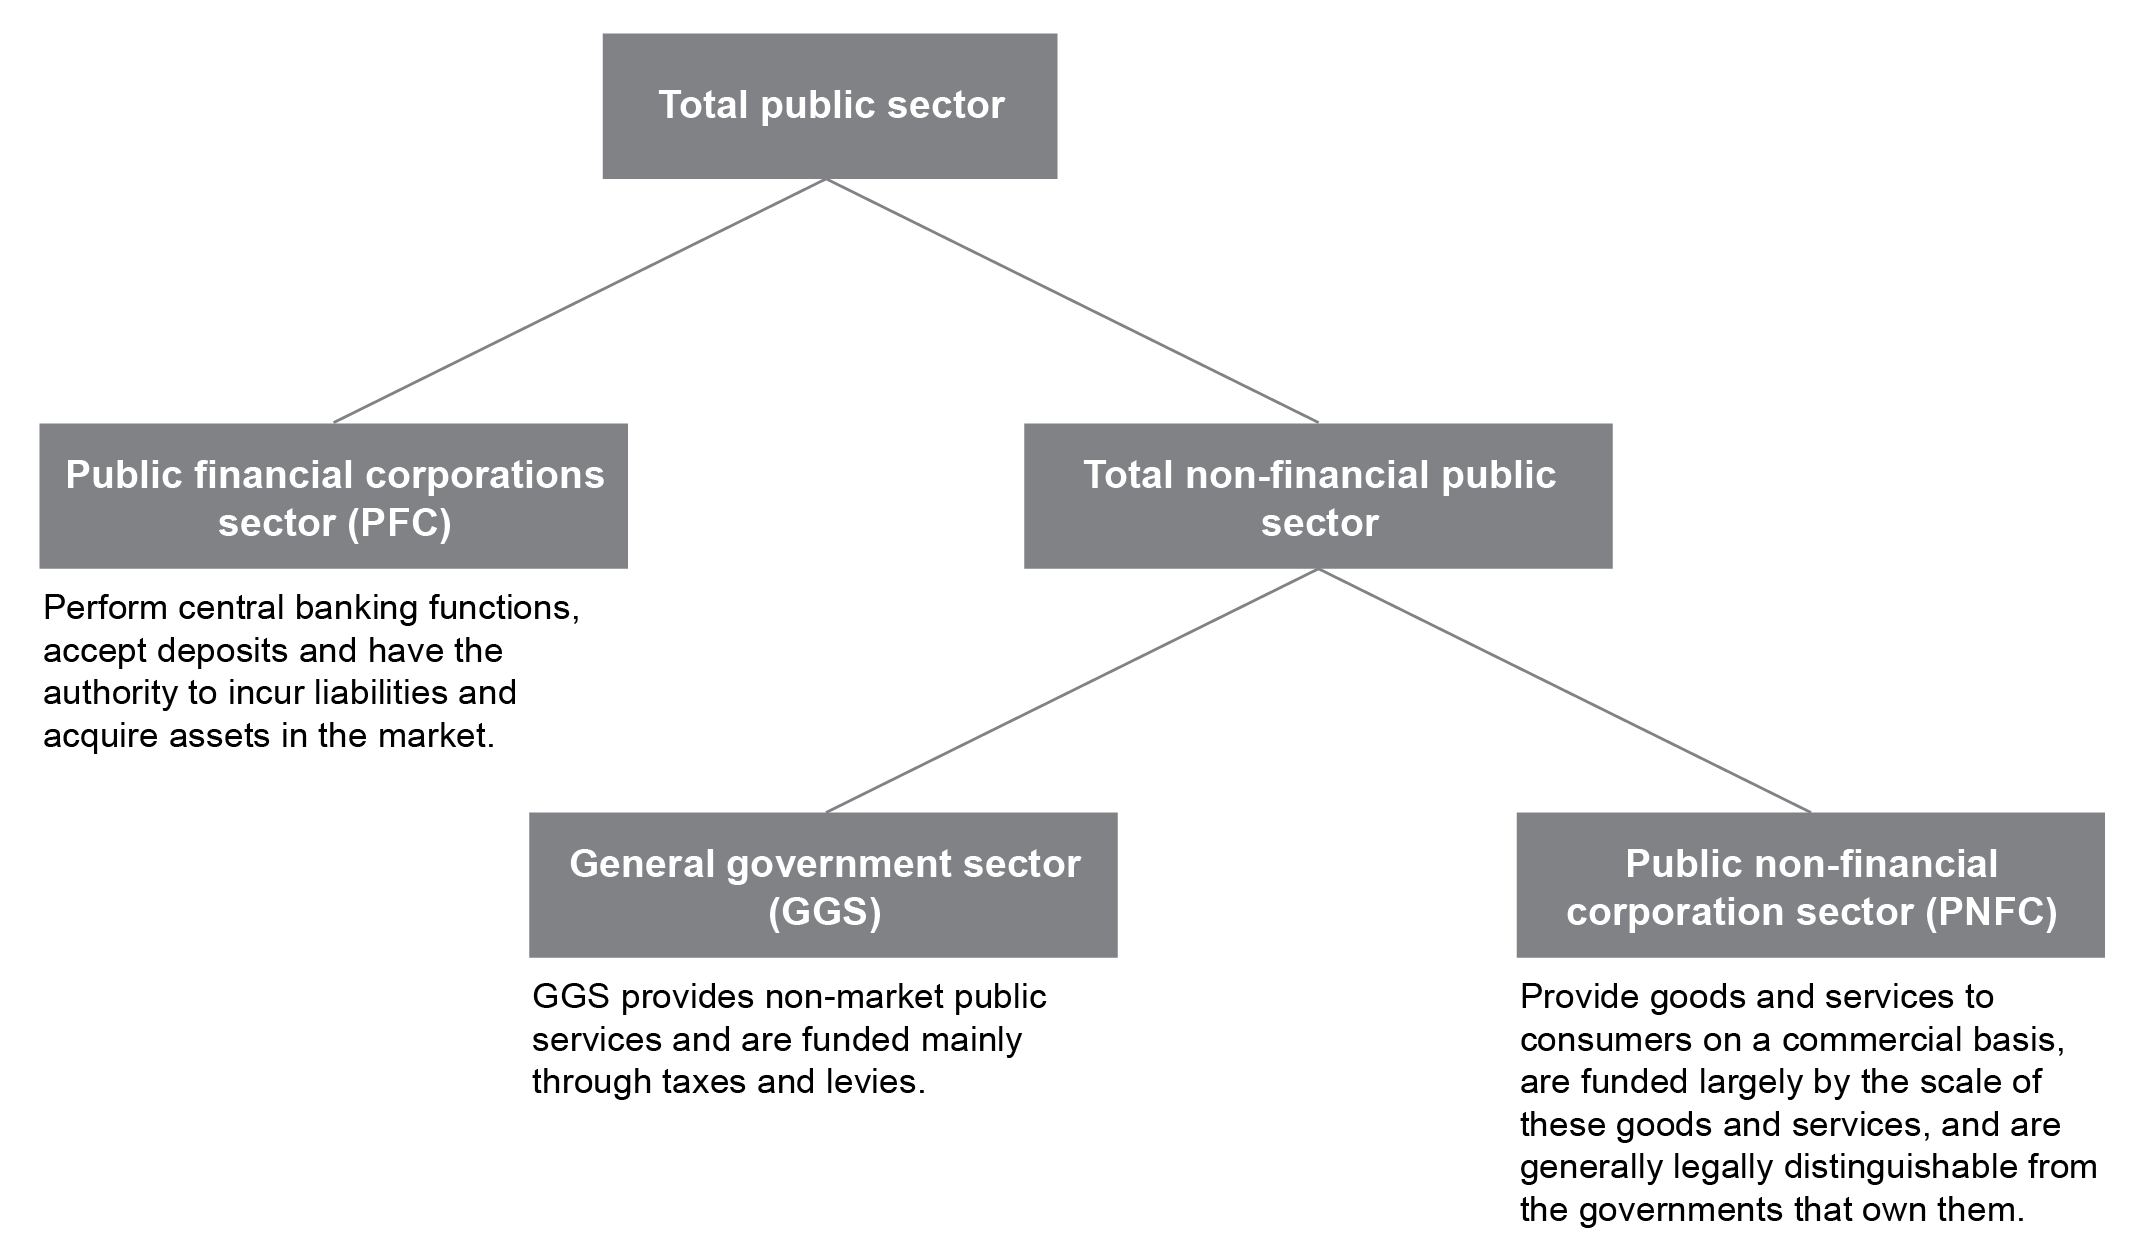 Total public sector
Public financial corporations
sector (PFC)
Total non-financial public
sector
Perform central banking functions,
accept deposits and have the
authority to incur liabilities and
acquire assets in the market.
General government sector
(GGS)
Public non-financial
corporation sector (PNFC)
GGS provides non-market public
services and are funded mainly
through taxes and levies.
Provide goods and services to
consumers on a commercial basis,
are funded largely by the scale of
these goods and services, and are
generally legally distinguishable from
the governments that own them.